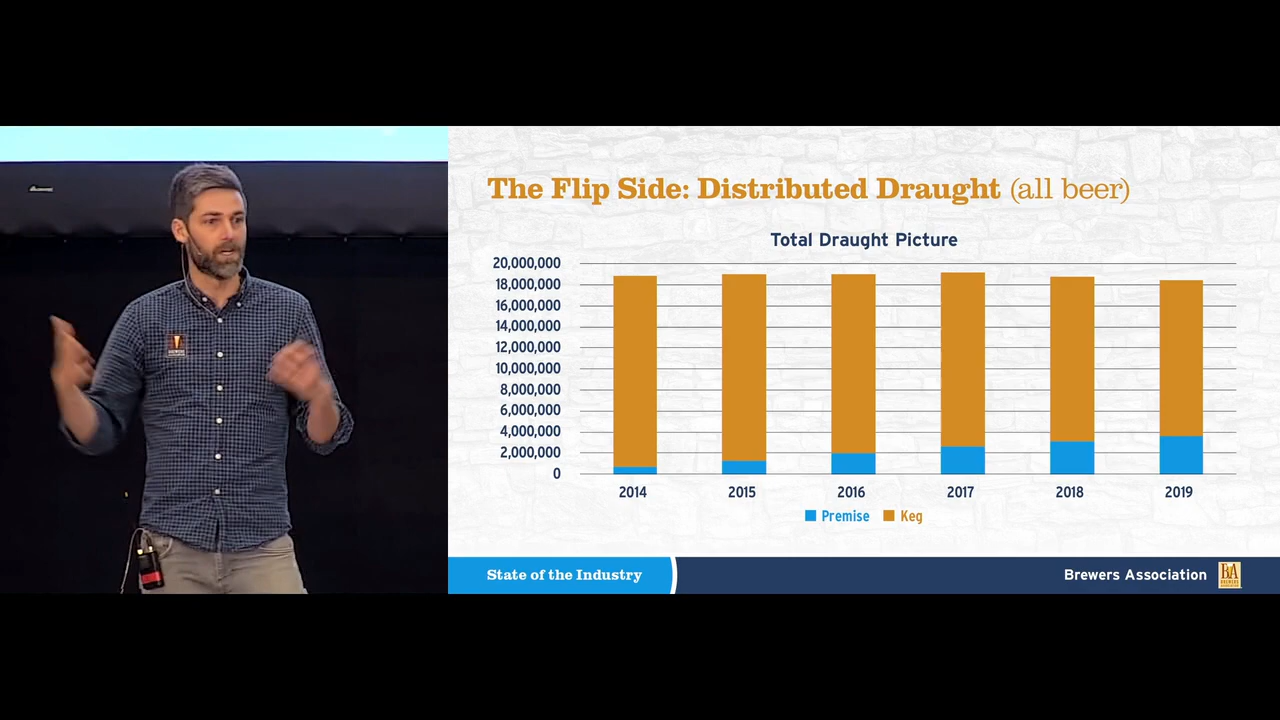 The Flip Side: Distributed Draught (all beer)
Total Draught Picture
20,000,000
18,000,000
16,000,000
14,000,000
12,000,000
10,000,000
8,000,000
6,000,000
4,000,000
2,000,000
0
2014 2015 2016 2017 2018 2019
Premise Keg
State of the Industry
Brewers Association
BA